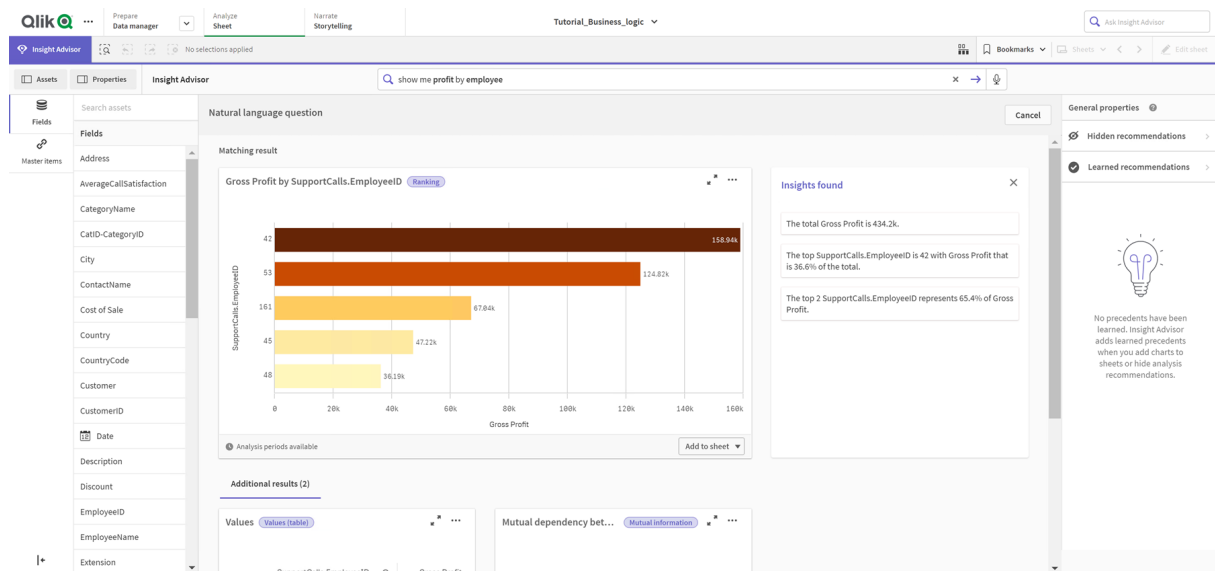 Qlik
Prepare
Data manager
Analyze
Sheet
Narrate
Storytelling
Tutorial_Business_logic
Ask Insight Advisor
Insight Advisor
No selections applied
Bookmarks
Sheets
Edit sheet
Assets
Properties
Insight Advisor
show me profit by employee
Fields
Master items
Search assets
Fields
Address
AverageCallSatisfaction
CategoryName
CatID-CategoryID
City
ContactName
Cost of Sale
Country
CountryCode
Customer
CustomerID
Date
Description
Discount
EmployeeID
EmployeeName
Extension
Natural language question
Cancel
Matching result
Gross Profit by SupportCalls.EmployeeID Ranking
SupportCalls.EmployeeID
42 158.94k
53 124.82k
161 67.04k
45 47.22k
48 36.19k
0 20k 40k 60k 80k 100k 120k 140k 160k
Gross Profit
Analysis periods available
Add to sheet
Insights found
The total Gross Profit is 434.2k.
The top SupportCalls.EmployeeID is 42 with Gross Profit that
is 36.6% of the total.
The top 2 SupportCalls.EmployeeID represents 65.4% of Gross
Profit.
Additional results (2)
Values Values (table)
Mutual dependency bet... Mutual information
General properties
Hidden recommendations
Learned recommendations
No precedents have been
learned. Insight Advisor
adds learned precedents
when you add charts to
sheets or hide analysis
recommendations.